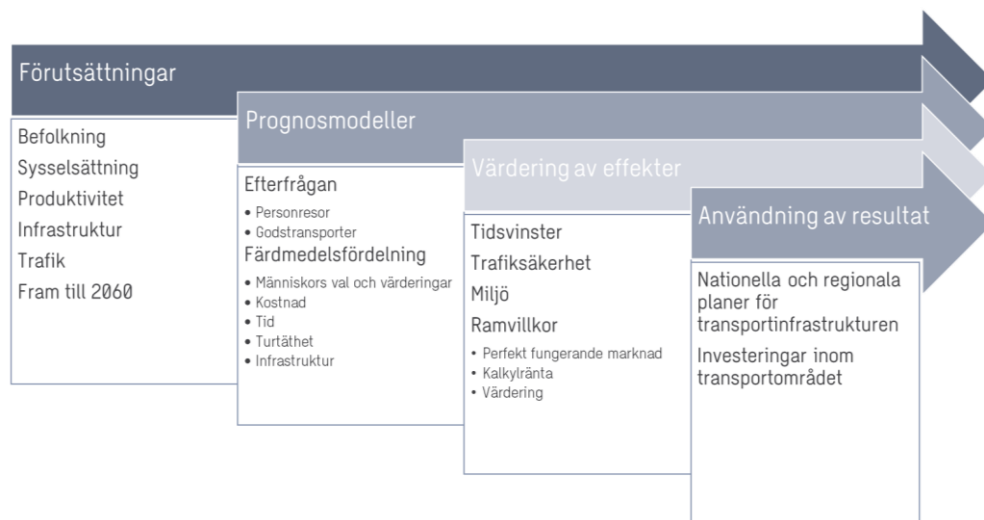 Förutsättningar
Befolkning
Sysselsättning
Produktivitet
Infrastruktur
Trafik
Fram till 2060
Prognosmodeller
Efterfrågan
• Personresor
• Godstransporter
Färdmedelsfördelning
• Människors val och värderingar
• Kostnad
• Tid
• Turtäthet
• Infrastruktur
Värdering av effekter
Tidsvinster
Trafiksäkerhet
Miljö
Ramvillkor
• Perfekt fungerande marknad
• Kalkylränta
• Värdering
Användning av resultat
Nationella och regionala
planer för
transportinfrastrukturen
Investeringar inom
transportområdet